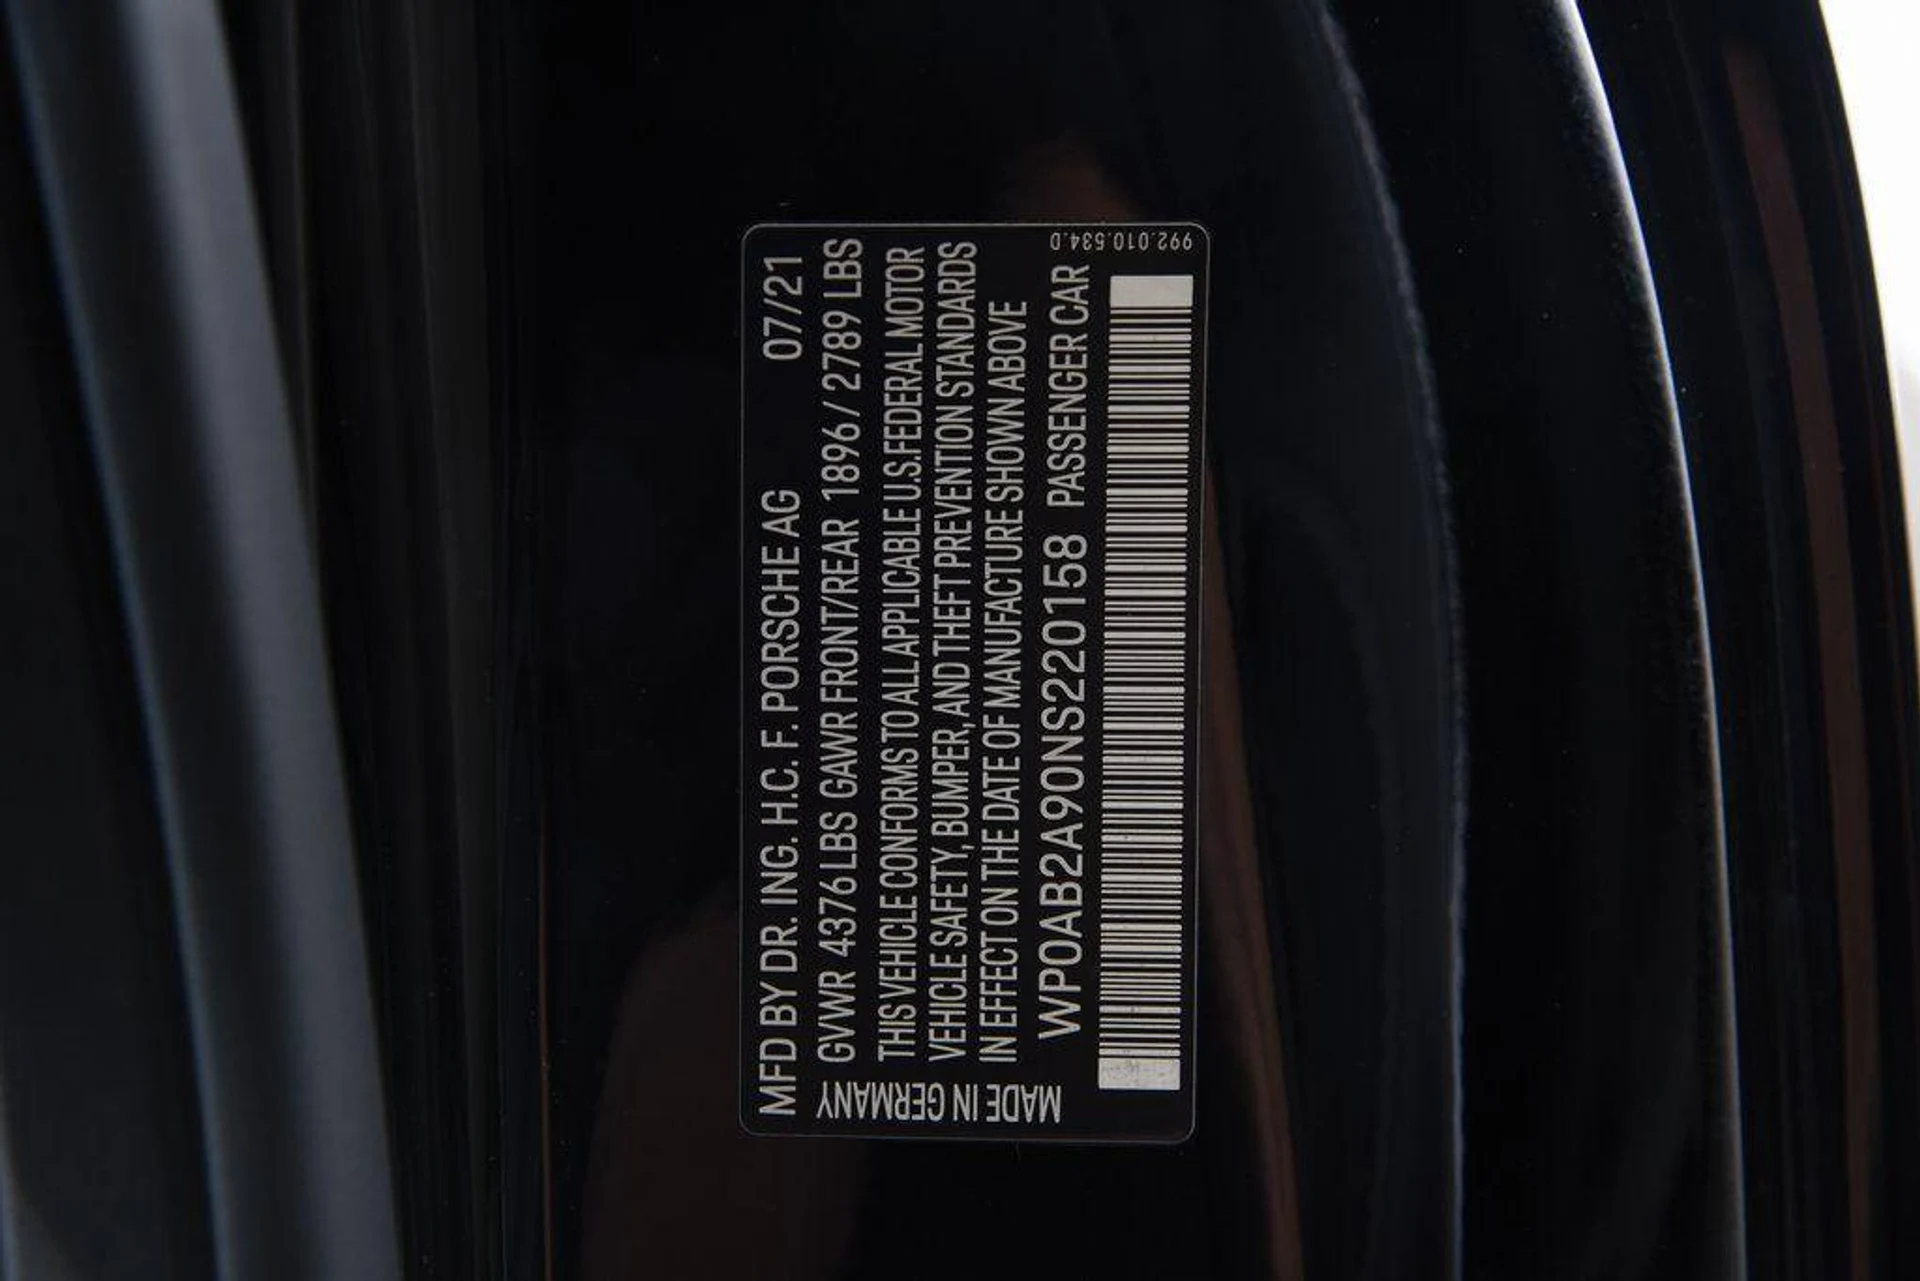 MFD BY DR. ING. H.C. F. PORSCHE AG 07/21
GVWR 4376 LBS GAWR FRONT/REAR 1896 / 2789 LBS
THIS VEHICLE CONFORMS TO ALL APPLICABLE U.S. FEDERAL MOTOR
VEHICLE SAFETY, BUMPER, AND THEFT PREVENTION STANDARDS
IN EFFECT ON THE DATE OF MANUFACTURE SHOWN ABOVE
WP0AB2A90NS220158 PASSENGER CAR
MADE IN GERMANY
992.010.534.D